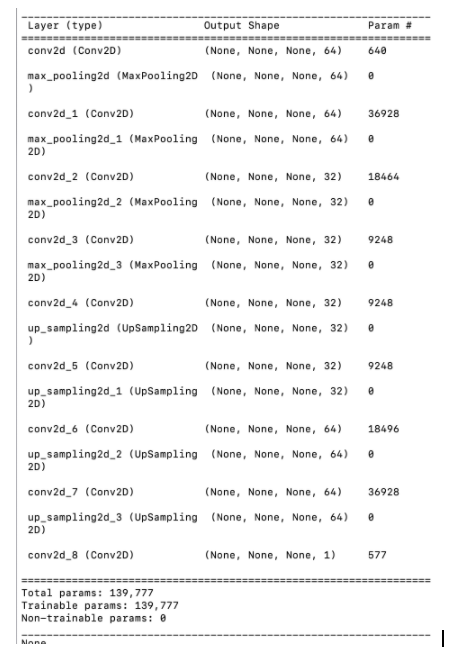 Layer (type) Output Shape Param #
=================================================================
conv2d (Conv2D) (None, None, None, 64) 640
max_pooling2d (MaxPooling2D (None, None, None, 64) 0
)
conv2d_1 (Conv2D) (None, None, None, 64) 36928
max_pooling2d_1 (MaxPooling (None, None, None, 64) 0
2D)
conv2d_2 (Conv2D) (None, None, None, 32) 18464
max_pooling2d_2 (MaxPooling (None, None, None, 32) 0
2D)
conv2d_3 (Conv2D) (None, None, None, 32) 9248
max_pooling2d_3 (MaxPooling (None, None, None, 32) 0
2D)
conv2d_4 (Conv2D) (None, None, None, 32) 9248
up_sampling2d (UpSampling2D (None, None, None, 32) 0
)
conv2d_5 (Conv2D) (None, None, None, 32) 9248
up_sampling2d_1 (UpSampling (None, None, None, 32) 0
2D)
conv2d_6 (Conv2D) (None, None, None, 64) 18496
up_sampling2d_2 (UpSampling (None, None, None, 64) 0
2D)
conv2d_7 (Conv2D) (None, None, None, 64) 36928
up_sampling2d_3 (UpSampling (None, None, None, 64) 0
2D)
conv2d_8 (Conv2D) (None, None, None, 1) 577
=================================================================
Total params: 139,777
Trainable params: 139,777
Non-trainable params: 0
_________________________________________________________________
None